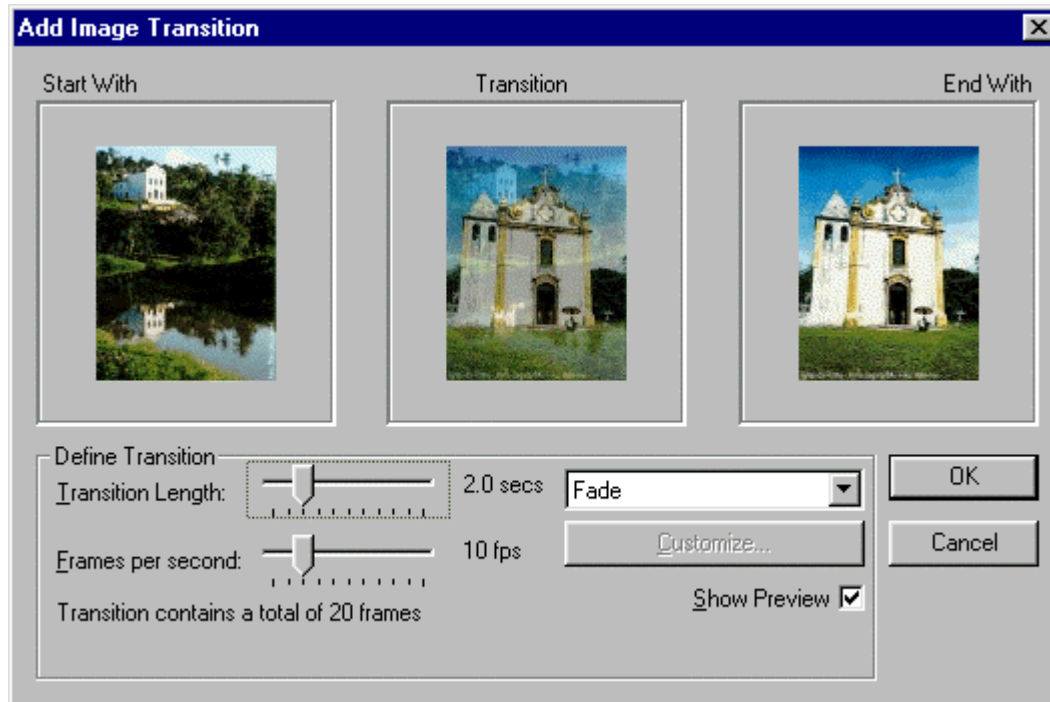 Add Image Transition
Start With
Transition
End With
Define Transition
Transition Length:
2.0 secs
Fade
OK
Frames per second:
10 fps
Customize...
Cancel
Show Preview
Transition contains a total of 20 frames